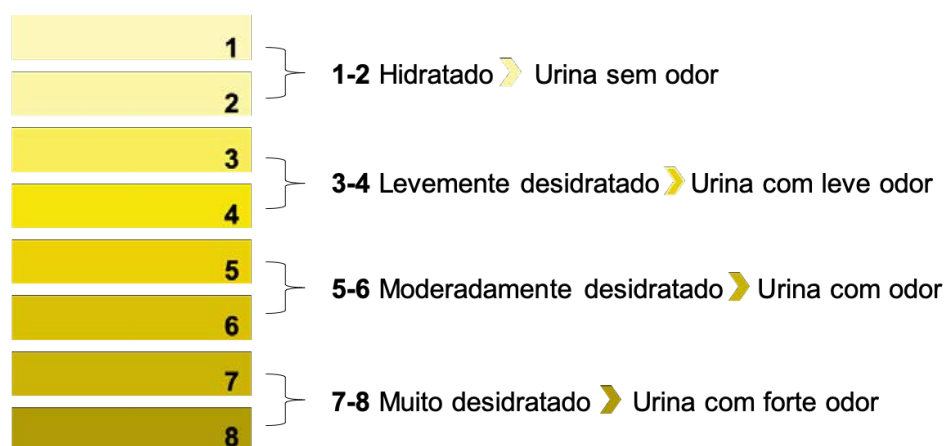 1
2
1-2 Hidratado Urina sem odor
3
4
3-4 Levemente desidratado Urina com leve odor
5
6
5-6 Moderadamente desidratado Urina com odor
7
8
7-8 Muito desidratado Urina com forte odor